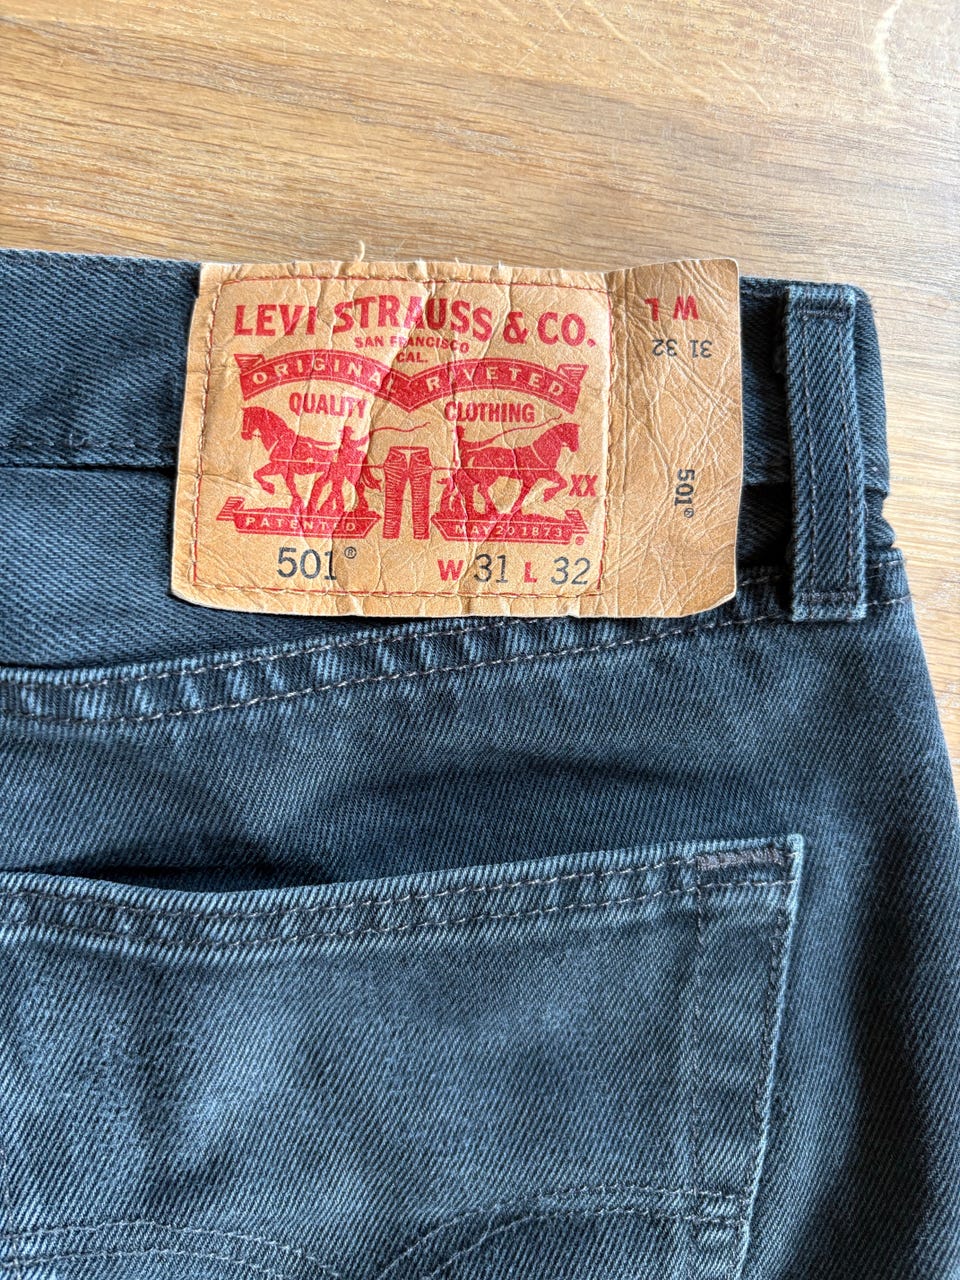 LEVI STRAUSS & CO.
SAN FRANCISCO
CAL.
ORIGINAL RIVETED
QUALITY CLOTHING
XX
PATENTED MAY 20 1873 ®
501® W 31 L 32
W L
31 32
501®